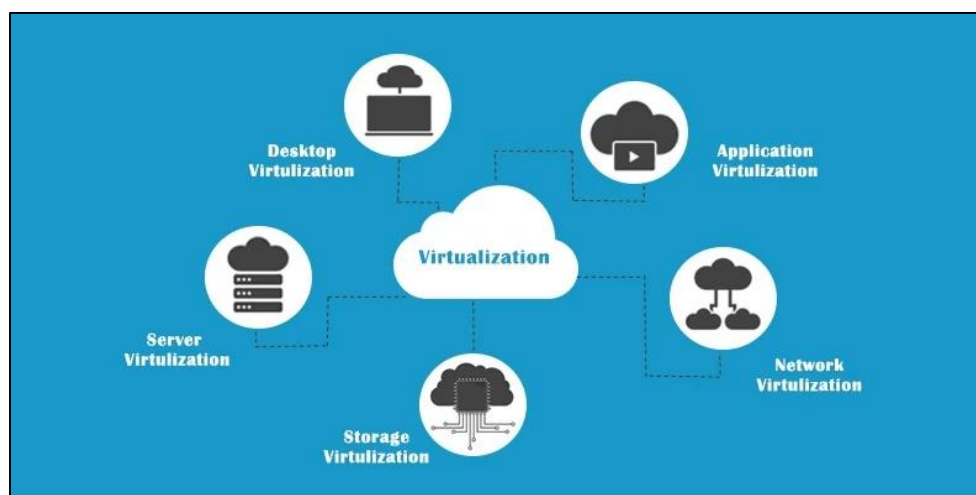 Desktop
Virtulization
Application
Virtulization
Virtualization
Server
Virtulization
Network
Virtulization
Storage
Virtulization